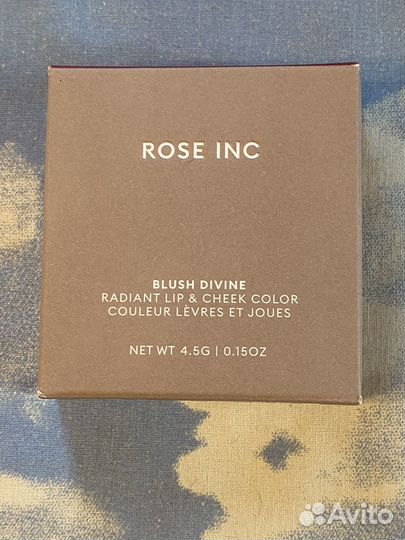 ROSE INC
BLUSH DIVINE
RADIANT LIP & CHEEK COLOR
COULEUR LÈVRES ET JOUES
NET WT 4.5G | 0.15OZ
Avito